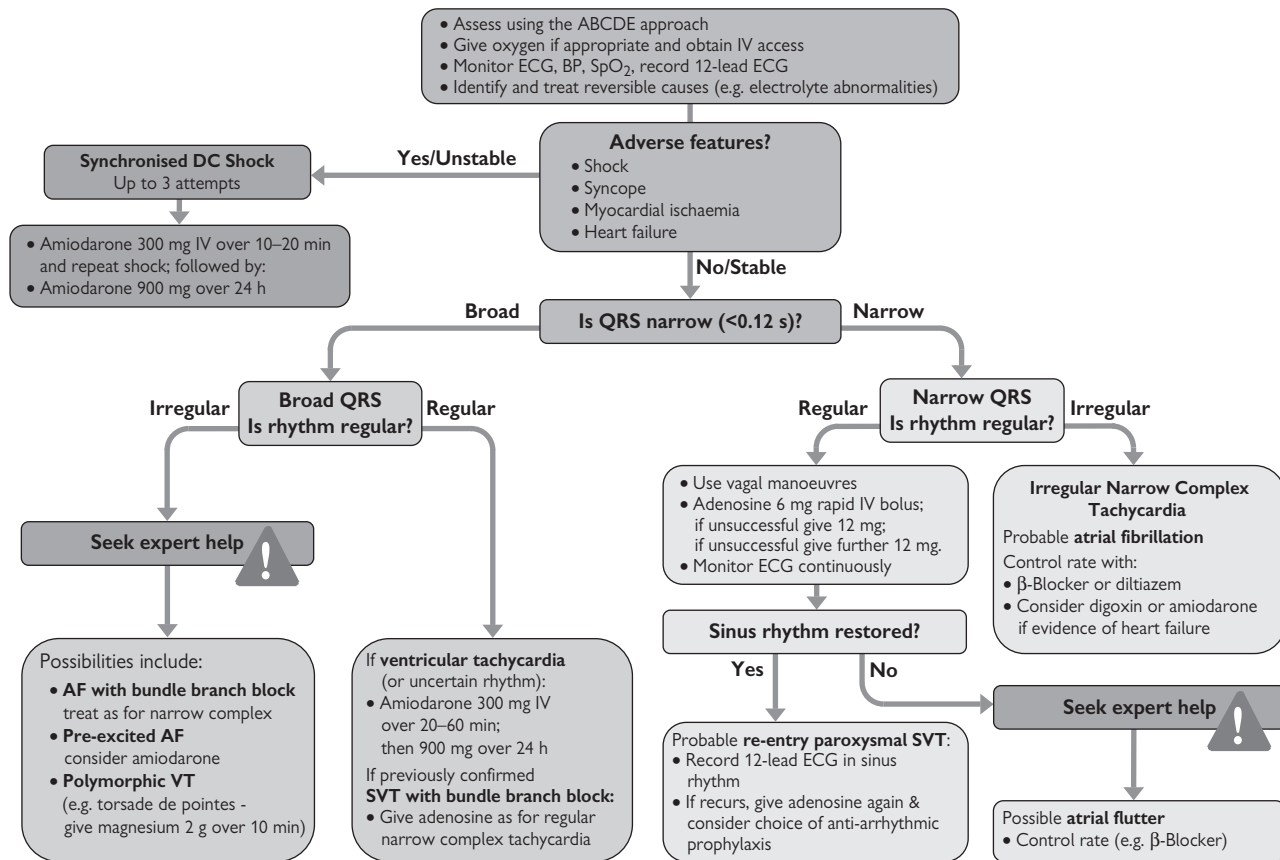 • Assess using the ABCDE approach
• Give oxygen if appropriate and obtain IV access
• Monitor ECG, BP, SpO₂, record 12-lead ECG
• Identify and treat reversible causes (e.g. electrolyte abnormalities)
Adverse features?
• Shock
• Syncope
• Myocardial ischaemia
• Heart failure
Yes/Unstable
Synchronised DC Shock
Up to 3 attempts
• Amiodarone 300 mg IV over 10–20 min
and repeat shock; followed by:
• Amiodarone 900 mg over 24 h
No/Stable
Is QRS narrow (<0.12 s)?
Broad
Narrow
Broad QRS
Is rhythm regular?
Irregular
Regular
Seek expert help
!
Possibilities include:
• AF with bundle branch block
treat as for narrow complex
• Pre-excited AF
consider amiodarone
• Polymorphic VT
(e.g. torsade de pointes -
give magnesium 2 g over 10 min)
If ventricular tachycardia
(or uncertain rhythm):
• Amiodarone 300 mg IV
over 20–60 min;
then 900 mg over 24 h
If previously confirmed
SVT with bundle branch block:
• Give adenosine as for regular
narrow complex tachycardia
Narrow QRS
Is rhythm regular?
Regular
Irregular
• Use vagal manoeuvres
• Adenosine 6 mg rapid IV bolus;
if unsuccessful give 12 mg;
if unsuccessful give further 12 mg.
• Monitor ECG continuously
Irregular Narrow Complex
Tachycardia
Probable atrial fibrillation
Control rate with:
• β-Blocker or diltiazem
• Consider digoxin or amiodarone
if evidence of heart failure
Sinus rhythm restored?
Yes
No
Probable re-entry paroxysmal SVT:
• Record 12-lead ECG in sinus
rhythm
• If recurs, give adenosine again &
consider choice of anti-arrhythmic
prophylaxis
Seek expert help
!
Possible atrial flutter
• Control rate (e.g. β-Blocker)